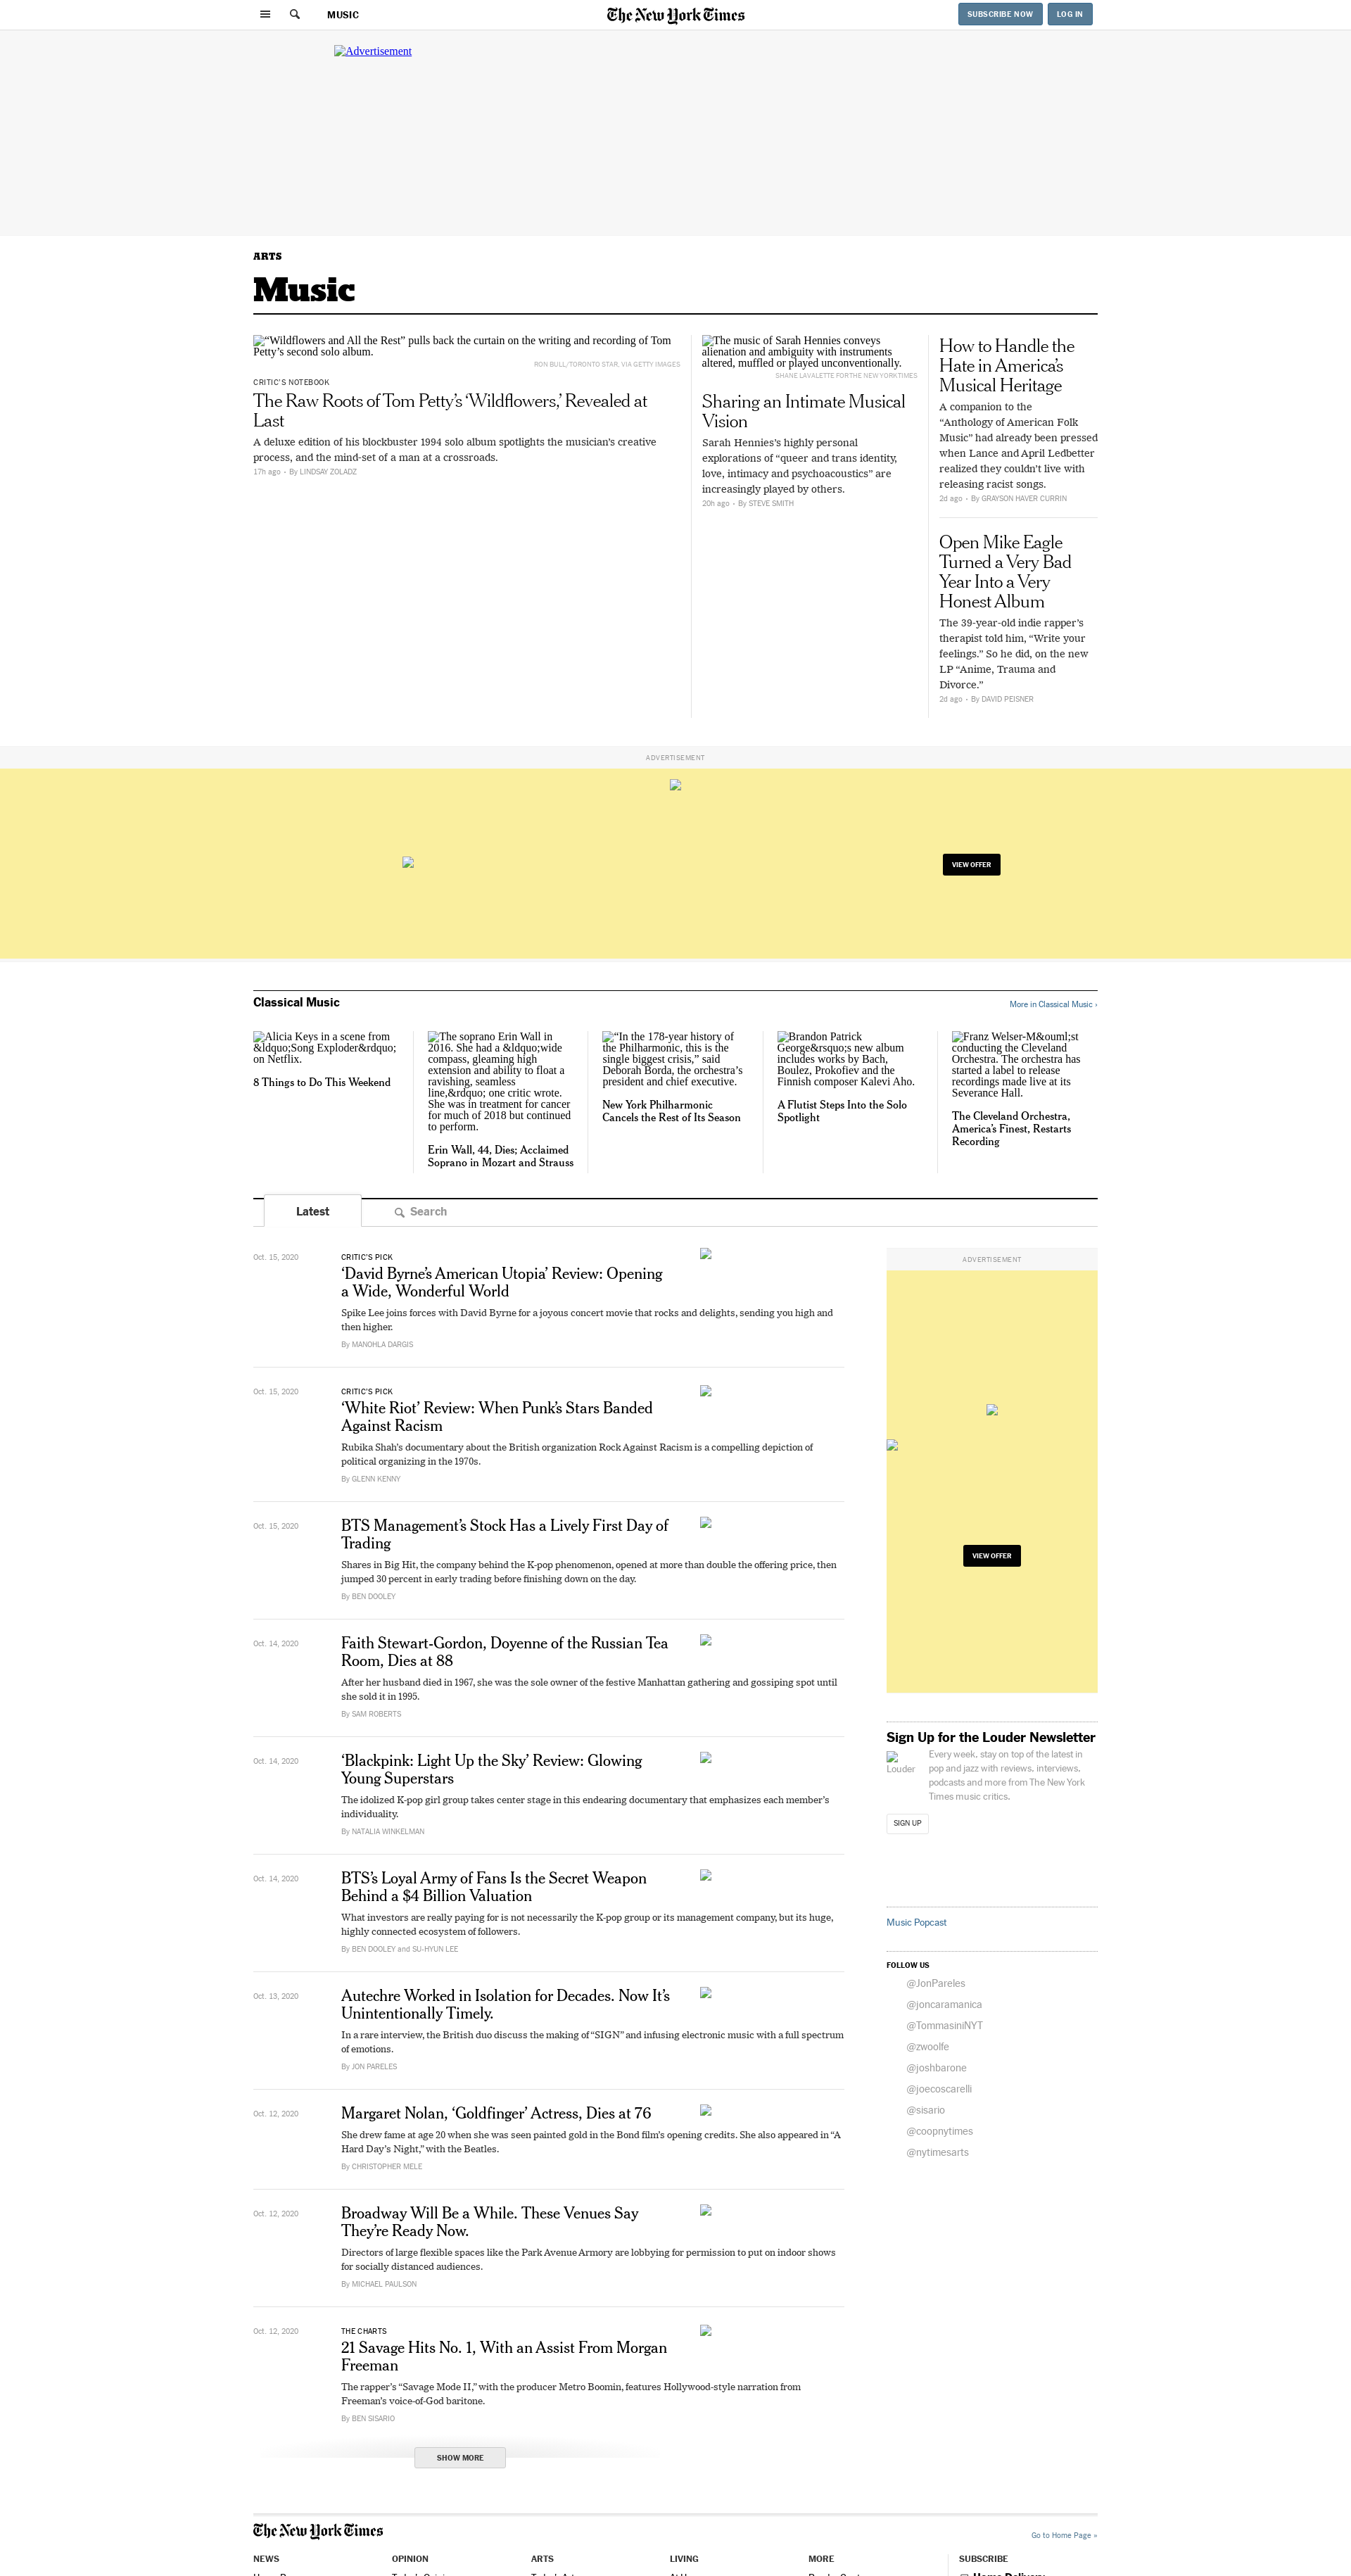 MUSIC
The New York Times
SUBSCRIBE NOW
LOG IN
Advertisement
ARTS
Music
“Wildflowers and All the Rest” pulls back the curtain on the writing and recording of Tom
Petty’s second solo album.
RON BULL/TORONTO STAR, VIA GETTY IMAGES
CRITIC’S NOTEBOOK
The Raw Roots of Tom Petty’s ‘Wildflowers,’ Revealed at
Last
A deluxe edition of his blockbuster 1994 solo album spotlights the musician’s creative
process, and the mind-set of a man at a crossroads.
17h ago - By LINDSAY ZOLADZ
The music of Sarah Hennies conveys
alienation and ambiguity with instruments
altered, muffled or played unconventionally.
SHANE LAVALETTE FOR THE NEW YORK TIMES
Sharing an Intimate Musical
Vision
Sarah Hennies’s highly personal
explorations of “queer and trans identity,
love, intimacy and psychoacoustics” are
increasingly played by others.
20h ago - By STEVE SMITH
How to Handle the
Hate in America’s
Musical Heritage
A companion to the
“Anthology of American Folk
Music” had already been pressed
when Lance and April Ledbetter
realized they couldn’t live with
releasing racist songs.
2d ago - By GRAYSON HAVER CURRIN
Open Mike Eagle
Turned a Very Bad
Year Into a Very
Honest Album
The 39-year-old indie rapper’s
therapist told him, “Write your
feelings.” So he did, on the new
LP “Anime, Trauma and
Divorce.”
2d ago - By DAVID PEISNER
ADVERTISEMENT
VIEW OFFER
Classical Music
More in Classical Music ›
Alicia Keys in a scene from
&ldquo;Song Exploder&rdquo;
on Netflix.
8 Things to Do This Weekend
The soprano Erin Wall in
2016. She had a &ldquo;wide
compass, gleaming high
extension and ability to float a
ravishing, seamless
line,&rdquo; one critic wrote.
She was in treatment for cancer
for much of 2018 but continued
to perform.
Erin Wall, 44, Dies; Acclaimed
Soprano in Mozart and Strauss
“In the 178-year history of
the Philharmonic, this is the
single biggest crisis,” said
Deborah Borda, the orchestra’s
president and chief executive.
New York Philharmonic
Cancels the Rest of Its Season
Brandon Patrick
George&rsquo;s new album
includes works by Bach,
Boulez, Prokofiev and the
Finnish composer Kalevi Aho.
A Flutist Steps Into the Solo
Spotlight
Franz Welser-M&ouml;st
conducting the Cleveland
Orchestra. The orchestra has
started a label to release
recordings made live at its
Severance Hall.
The Cleveland Orchestra,
America’s Finest, Restarts
Recording
Latest
Search
Oct. 15, 2020
CRITIC’S PICK
‘David Byrne’s American Utopia’ Review: Opening
a Wide, Wonderful World
Spike Lee joins forces with David Byrne for a joyous concert movie that rocks and delights, sending you high and
then higher.
By MANOHLA DARGIS
Oct. 15, 2020
CRITIC’S PICK
‘White Riot’ Review: When Punk’s Stars Banded
Against Racism
Rubika Shah’s documentary about the British organization Rock Against Racism is a compelling depiction of
political organizing in the 1970s.
By GLENN KENNY
Oct. 15, 2020
BTS Management’s Stock Has a Lively First Day of
Trading
Shares in Big Hit, the company behind the K-pop phenomenon, opened at more than double the offering price, then
jumped 30 percent in early trading before finishing down on the day.
By BEN DOOLEY
Oct. 14, 2020
Faith Stewart-Gordon, Doyenne of the Russian Tea
Room, Dies at 88
After her husband died in 1967, she was the sole owner of the festive Manhattan gathering and gossiping spot until
she sold it in 1995.
By SAM ROBERTS
Oct. 14, 2020
‘Blackpink: Light Up the Sky’ Review: Glowing
Young Superstars
The idolized K-pop girl group takes center stage in this endearing documentary that emphasizes each member’s
individuality.
By NATALIA WINKELMAN
Oct. 14, 2020
BTS’s Loyal Army of Fans Is the Secret Weapon
Behind a $4 Billion Valuation
What investors are really paying for is not necessarily the K-pop group or its management company, but its huge,
highly connected ecosystem of followers.
By BEN DOOLEY and SU-HYUN LEE
Oct. 13, 2020
Autechre Worked in Isolation for Decades. Now It’s
Unintentionally Timely.
In a rare interview, the British duo discuss the making of “SIGN” and infusing electronic music with a full spectrum
of emotions.
By JON PARELES
Oct. 12, 2020
Margaret Nolan, ‘Goldfinger’ Actress, Dies at 76
She drew fame at age 20 when she was seen painted gold in the Bond film’s opening credits. She also appeared in “A
Hard Day’s Night,” with the Beatles.
By CHRISTOPHER MELE
Oct. 12, 2020
Broadway Will Be a While. These Venues Say
They’re Ready Now.
Directors of large flexible spaces like the Park Avenue Armory are lobbying for permission to put on indoor shows
for socially distanced audiences.
By MICHAEL PAULSON
Oct. 12, 2020
THE CHARTS
21 Savage Hits No. 1, With an Assist From Morgan
Freeman
The rapper’s “Savage Mode II,” with the producer Metro Boomin, features Hollywood-style narration from
Freeman’s voice-of-God baritone.
By BEN SISARIO
SHOW MORE
ADVERTISEMENT
VIEW OFFER
Sign Up for the Louder Newsletter
Louder
Every week, stay on top of the latest in
pop and jazz with reviews, interviews,
podcasts and more from The New York
Times music critics.
SIGN UP
Music Popcast
FOLLOW US
@JonPareles
@joncaramanica
@TommasiniNYT
@zwoolfe
@joshbarone
@joecoscarelli
@sisario
@coopnytimes
@nytimesarts
The New York Times
Go to Home Page »
NEWS
OPINION
ARTS
LIVING
MORE
SUBSCRIBE